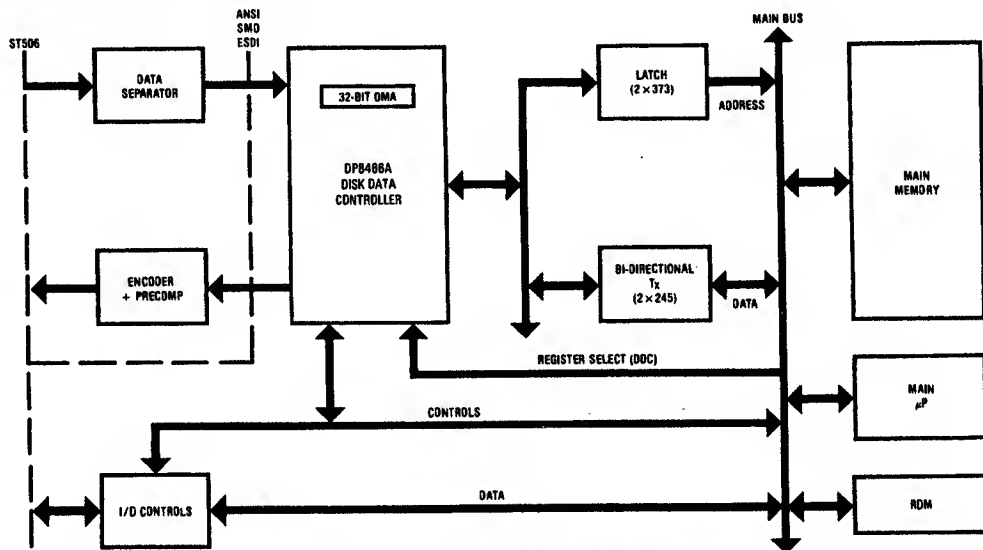 ST506
ANSI
SMD
ESDI
MAIN BUS
DATA
SEPARATOR
32-BIT DMA
DP8466A
DISK DATA
CONTROLLER
LATCH
(2 × 373)
ADDRESS
MAIN
MEMORY
ENCODER
+ PRECOMP
BI-DIRECTIONAL
Tx
(2 × 245)
DATA
REGISTER SELECT (DDC)
MAIN
μP
CONTROLS
I/D CONTROLS
DATA
RDM